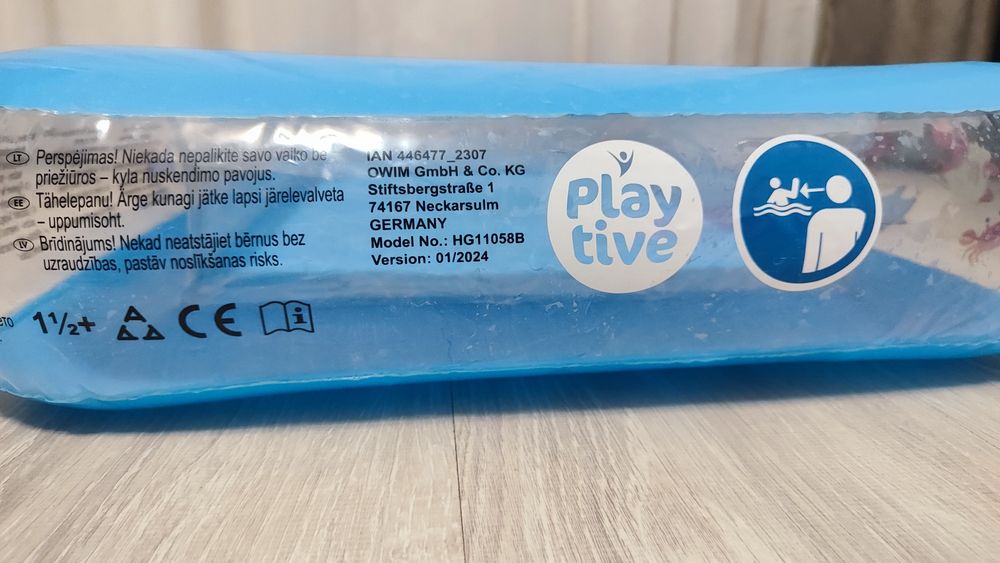 LT Perspėjimas! Niekada nepalikite savo vaiko be
priežiūros – kyla nuskendimo pavojus.
EE Tähelepanu! Ärge kunagi jätke lapsi järelevalveta
– uppumisoht.
LV Brīdinājums! Nekad neatstājiet bērnus bez
uzraudzības, pastāv noslīkšanas risks.
1½+
CE
i
IAN 446477_2307
OWIM GmbH & Co. KG
Stiftsbergstraße 1
74167 Neckarsulm
GERMANY
Model No.: HG11058B
Version: 01/2024
Play
tive